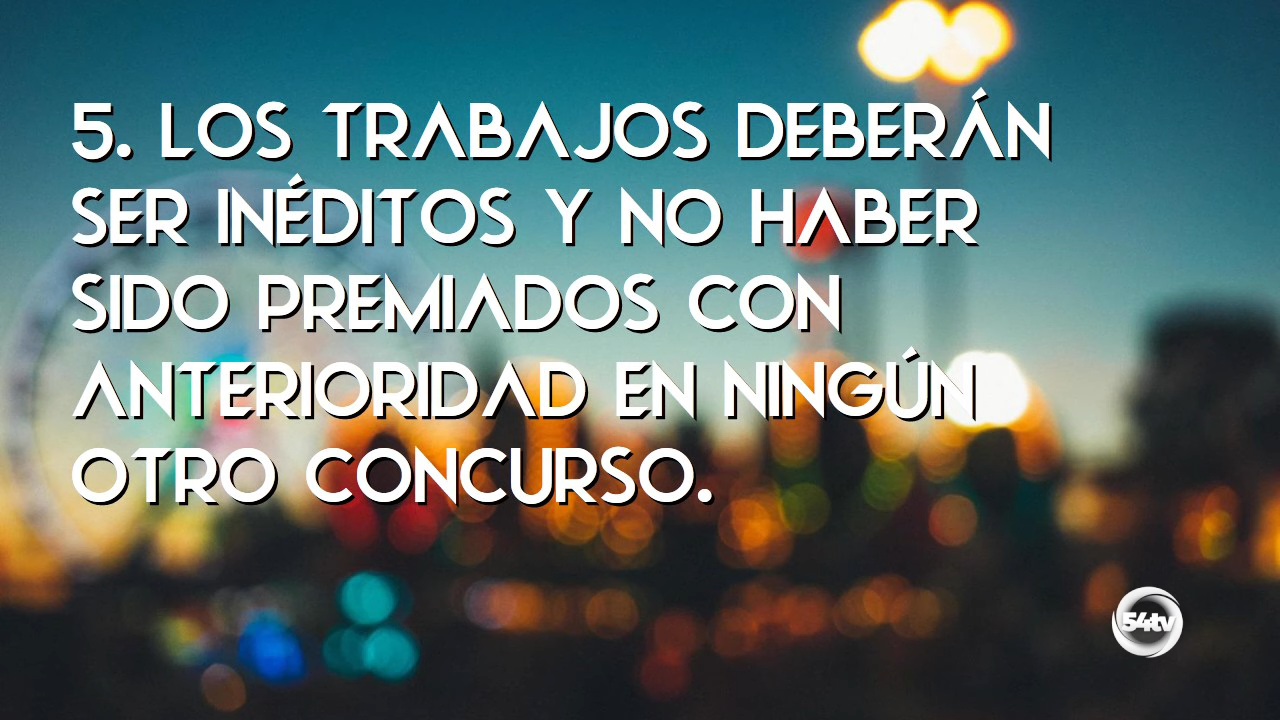 5. LOS TRABAJOS DEBERÁN
SER INÉDITOS Y NO HABER
SIDO PREMIADOS CON
ANTERIORIDAD EN NINGÚN
OTRO CONCURSO.
54tv